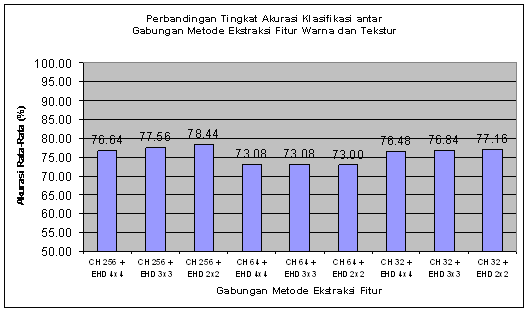 Perbandingan Tingkat Akurasi Klasifikasi antar
Gabungan Metode Ekstraksi Fitur Warna dan Tekstur
Akurasi Rata-Rata (%)
100.00
95.00
90.00
85.00
80.00
75.00
70.00
65.00
60.00
55.00
50.00
76.64
77.56
78.44
73.08
73.08
73.00
76.48
76.84
77.16
CH 256 +
EHD 4x4
CH 256 +
EHD 3x3
CH 256 +
EHD 2x2
CH 64 +
EHD 4x4
CH 64 +
EHD 3x3
CH 64 +
EHD 2x2
CH 32 +
EHD 4x4
CH 32 +
EHD 3x3
CH 32 +
EHD 2x2
Gabungan Metode Ekstraksi Fitur